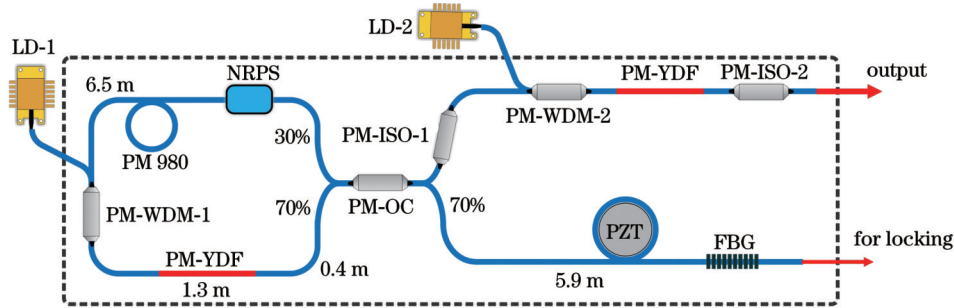 LD-1
LD-2
6.5 m
NRPS
PM-YDF
PM-ISO-2
output
PM 980
30%
PM-ISO-1
PM-WDM-2
PM-WDM-1
70%
PM-OC
70%
PZT
FBG
for locking
PM-YDF
0.4 m
1.3 m
5.9 m